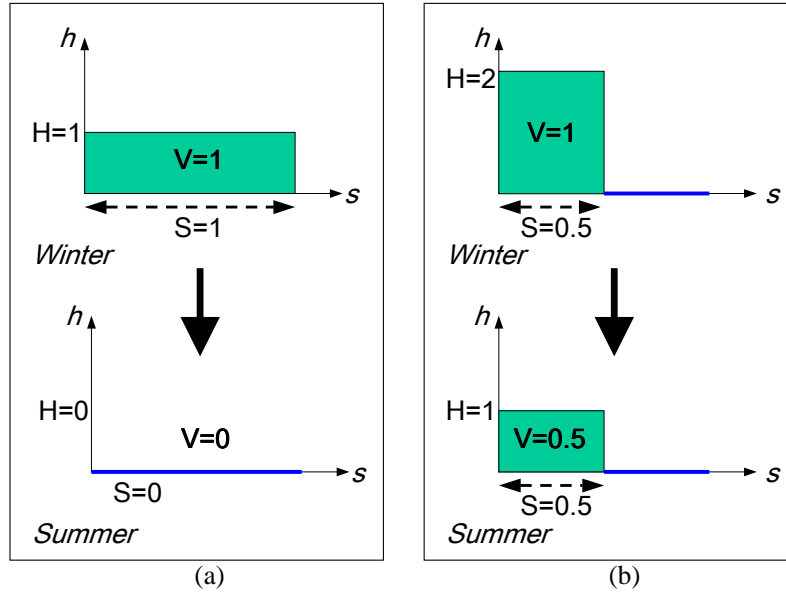 h
H=1
V=1
s
S=1
Winter
h
H=0
V=0
s
S=0
Summer
(a)
h
H=2
V=1
s
S=0.5
Winter
h
H=1
V=0.5
s
S=0.5
Summer
(b)